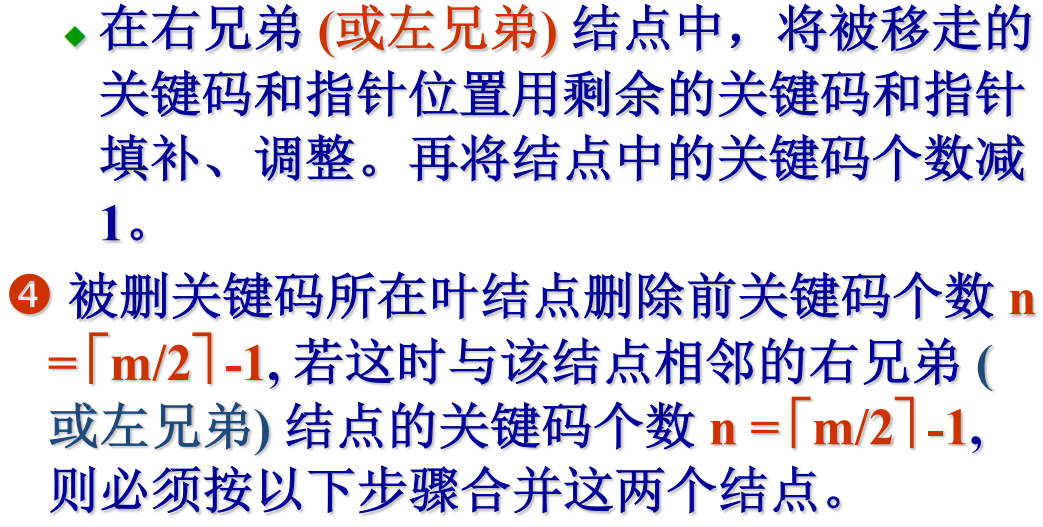 在右兄弟 (或左兄弟) 结点中，将被移走的
关键码和指针位置用剩余的关键码和指针
填补、调整。再将结点中的关键码个数减
1。
❹ 被删关键码所在叶结点删除前关键码个数 n
=⌈m/2⌉-1, 若这时与该结点相邻的右兄弟 (
或左兄弟) 结点的关键码个数 n =⌈m/2⌉-1,
则必须按以下步骤合并这两个结点。